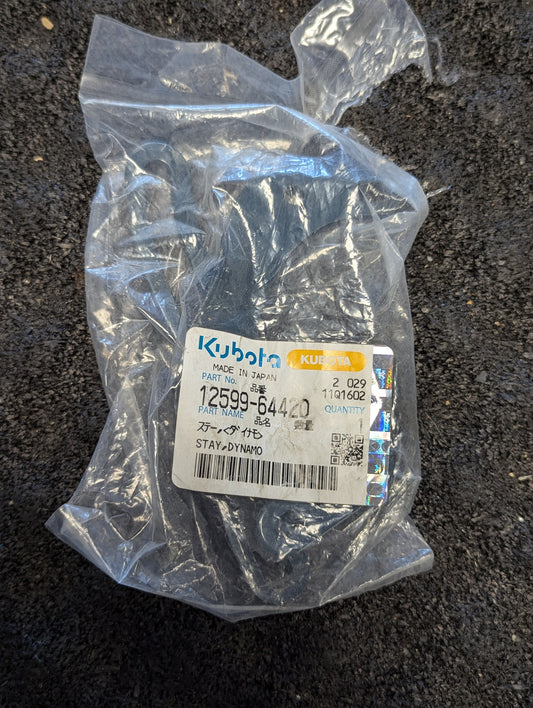 Kubota KUBOTA
MADE IN JAPAN
PART No. 品番 2 029
12599-64420 11Q1602
PART NAME 品名 数量 QUANTITY
ステー,ダイナモ 1
STAY,DYNAMO